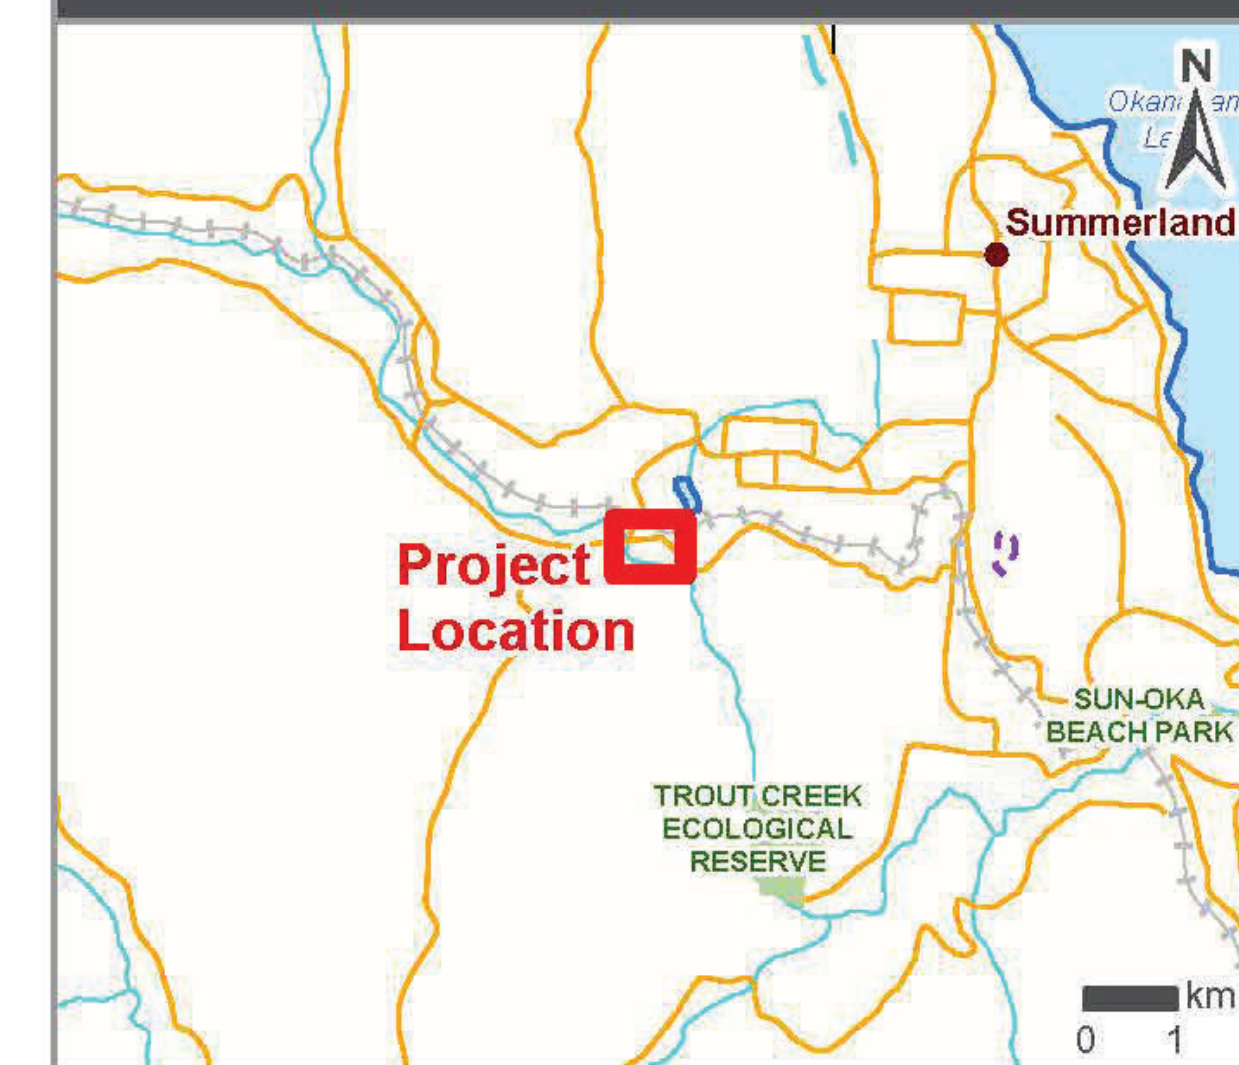 N
Summerland
Project
Location
SUN-OKA
BEACH PARK
TROUT CREEK
ECOLOGICAL
RESERVE
km
0 1